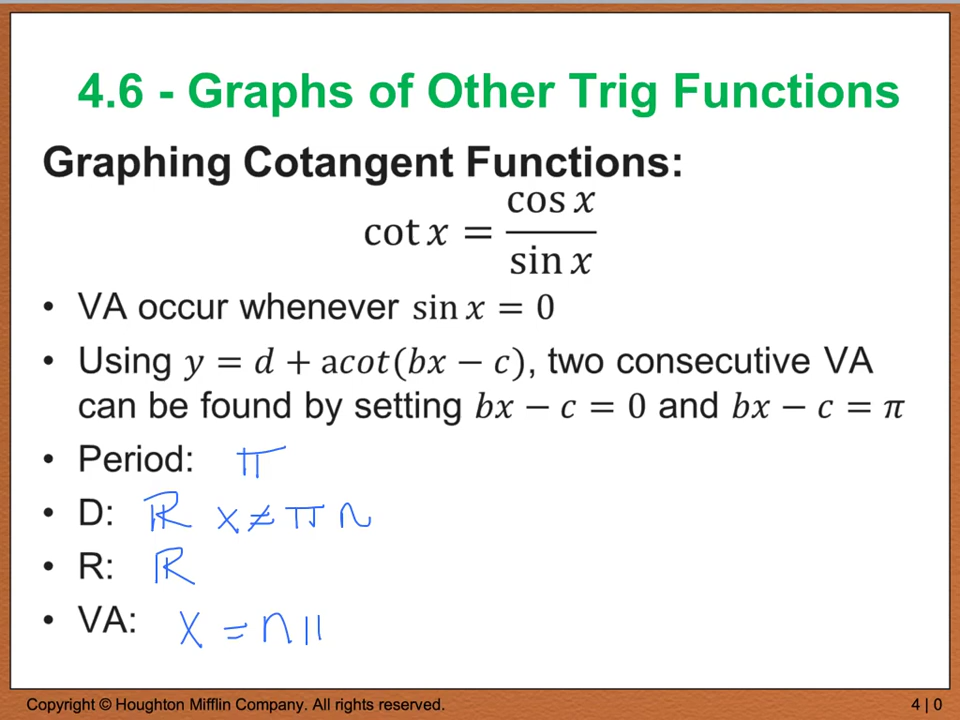 4.6 - Graphs of Other Trig Functions
Graphing Cotangent Functions:
cot x = cos x / sin x
• VA occur whenever sin x = 0
• Using y = d + acot(bx − c), two consecutive VA
can be found by setting bx − c = 0 and bx − c = π
• Period: π
• D: ℝ x ≠ π n
• R: ℝ
• VA: x = n π
Copyright © Houghton Mifflin Company. All rights reserved. 4 | 0